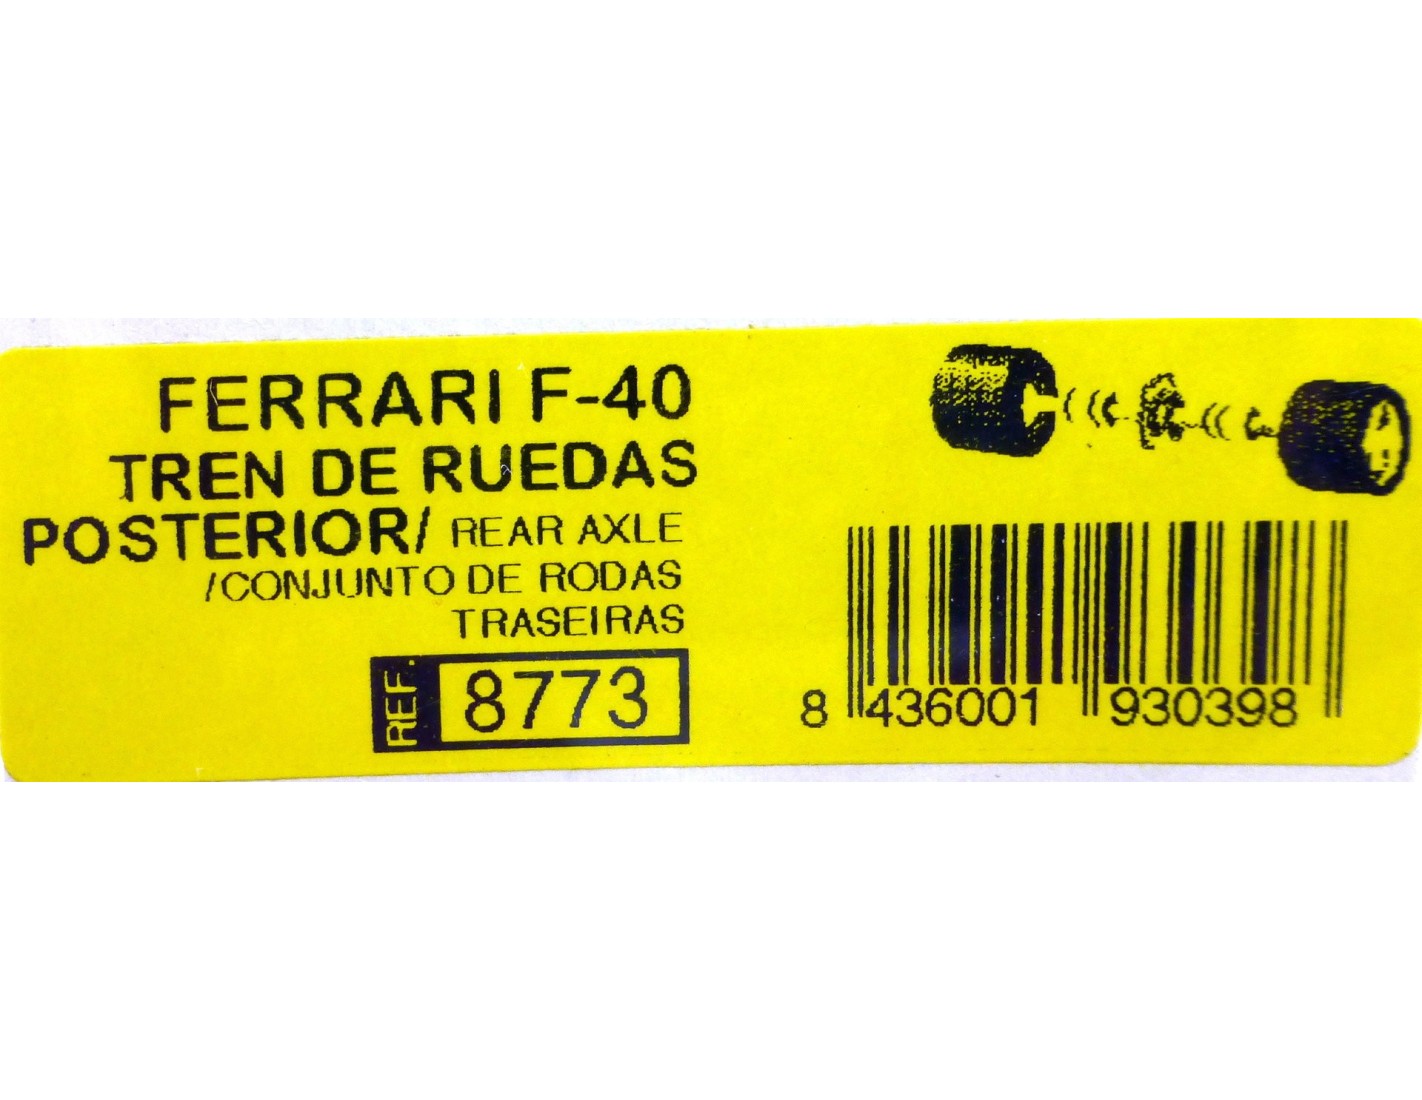 FERRARI F-40
TREN DE RUEDAS
POSTERIOR/ REAR AXLE
/CONJUNTO DE RODAS
TRASEIRAS
REF. 8773
8 436001 930398